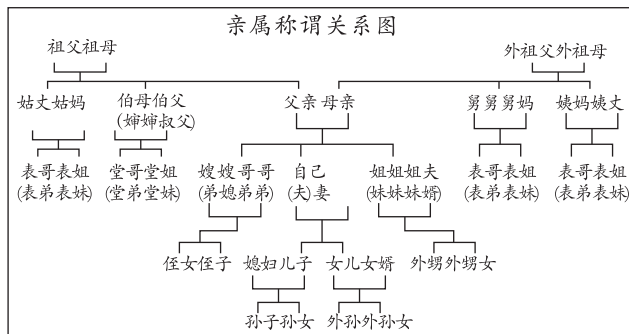 亲属称谓关系图
祖父祖母 外祖父外祖母
姑丈姑妈 伯母伯父 父亲母亲 舅舅舅妈 姨妈姨丈
(婶婶叔父)
表哥表姐 堂哥堂姐 嫂嫂哥哥 自己 姐姐姐夫 表哥表姐 表哥表姐
(表弟表妹) (堂弟堂妹) (弟媳弟弟) (夫)妻 (妹妹妹婿) (表弟表妹) (表弟表妹)
侄女侄子 媳妇儿子 女儿女婿 外甥外甥女
孙子孙女 外孙外孙女